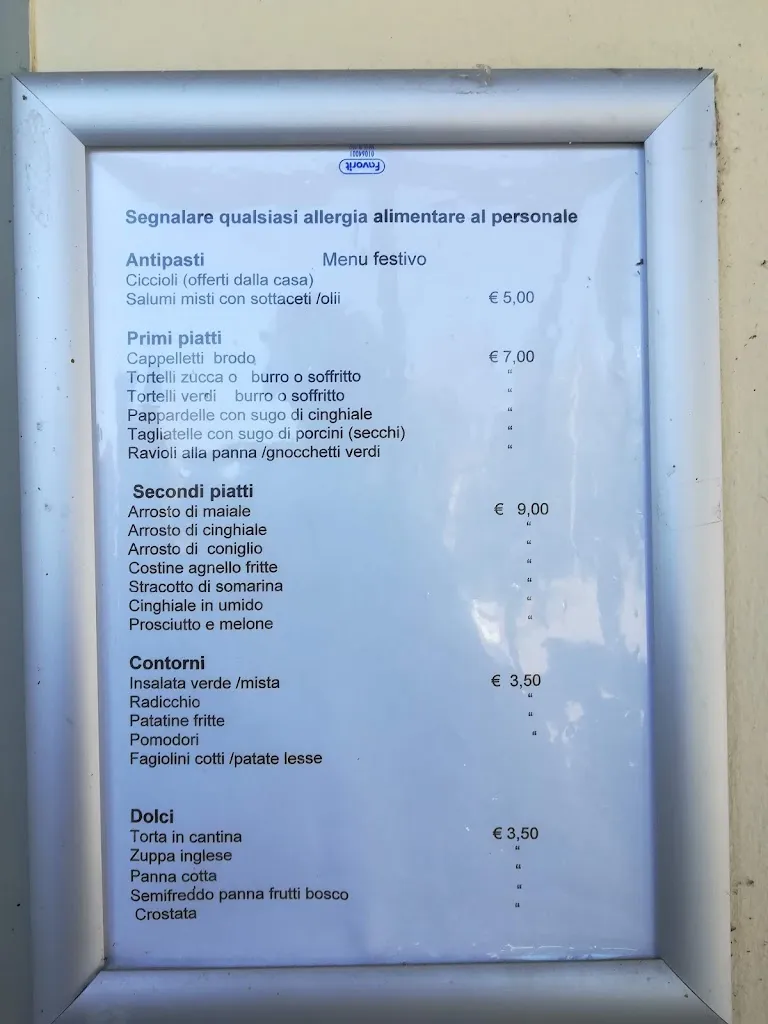 Favorit
Segnalare qualsiasi allergia alimentare al personale
Antipasti Menu festivo
Ciccioli (offerti dalla casa)
Salumi misti con sottaceti /olii € 5,00
Primi piatti
Cappelletti brodo € 7,00
Tortelli zucca o burro o soffritto “
Tortelli verdi burro o soffritto “
Pappardelle con sugo di cinghiale “
Tagliatelle con sugo di porcini (secchi) “
Ravioli alla panna /gnocchetti verdi “
Secondi piatti
Arrosto di maiale € 9,00
Arrosto di cinghiale “
Arrosto di coniglio “
Costine agnello fritte “
Stracotto di somarina “
Cinghiale in umido “
Prosciutto e melone “
Contorni
Insalata verde /mista € 3,50
Radicchio “
Patatine fritte “
Pomodori “
Fagiolini cotti /patate lesse
Dolci
Torta in cantina € 3,50
Zuppa inglese “
Panna cotta “
Semifreddo panna frutti bosco “
Crostata “